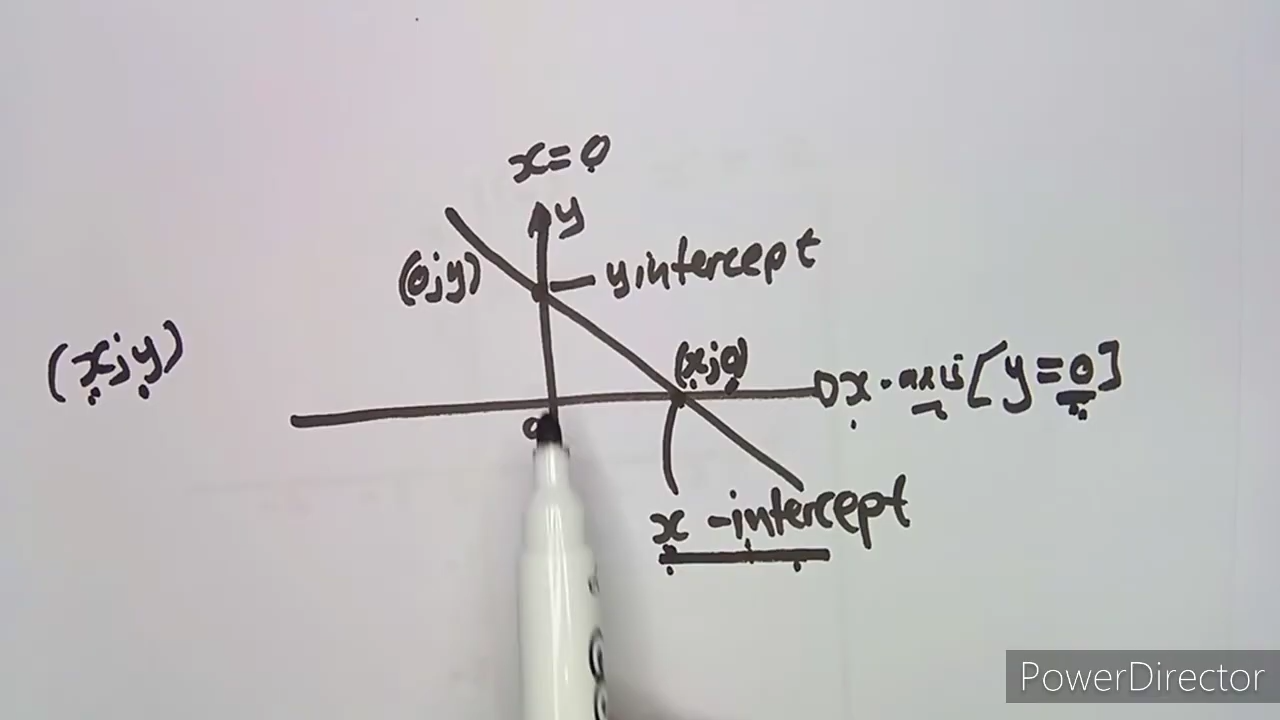 x=0
y
(0;y)
y,intercept
(x;y)
(x;0)
x-axis [y=0]
0
x-intercept
PowerDirector